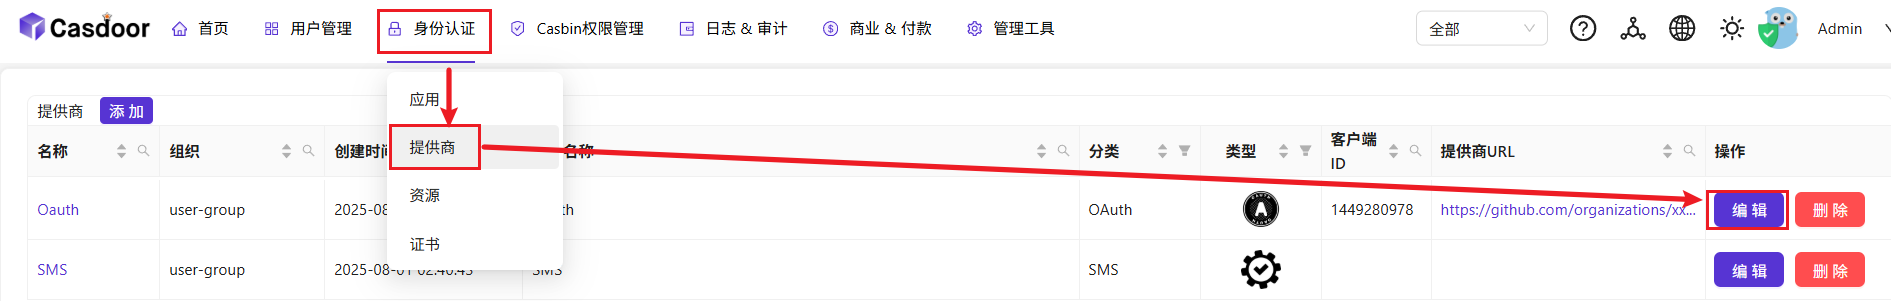 Casdoor 首页 用户管理 身份认证 Casbin权限管理 日志 & 审计 商业 & 付款 管理工具 全部 Admin
应用
提供商 添加
名称 组织 创建时间 提供商 名称 分类 类型 客户端ID 提供商URL 操作
Oauth user-group 2025-08 th OAuth 1449280978 https://github.com/organizations/xx... 编辑 删除
资源
证书
SMS user-group 2025-08-01 02:40:45 SMS SMS 编辑 删除